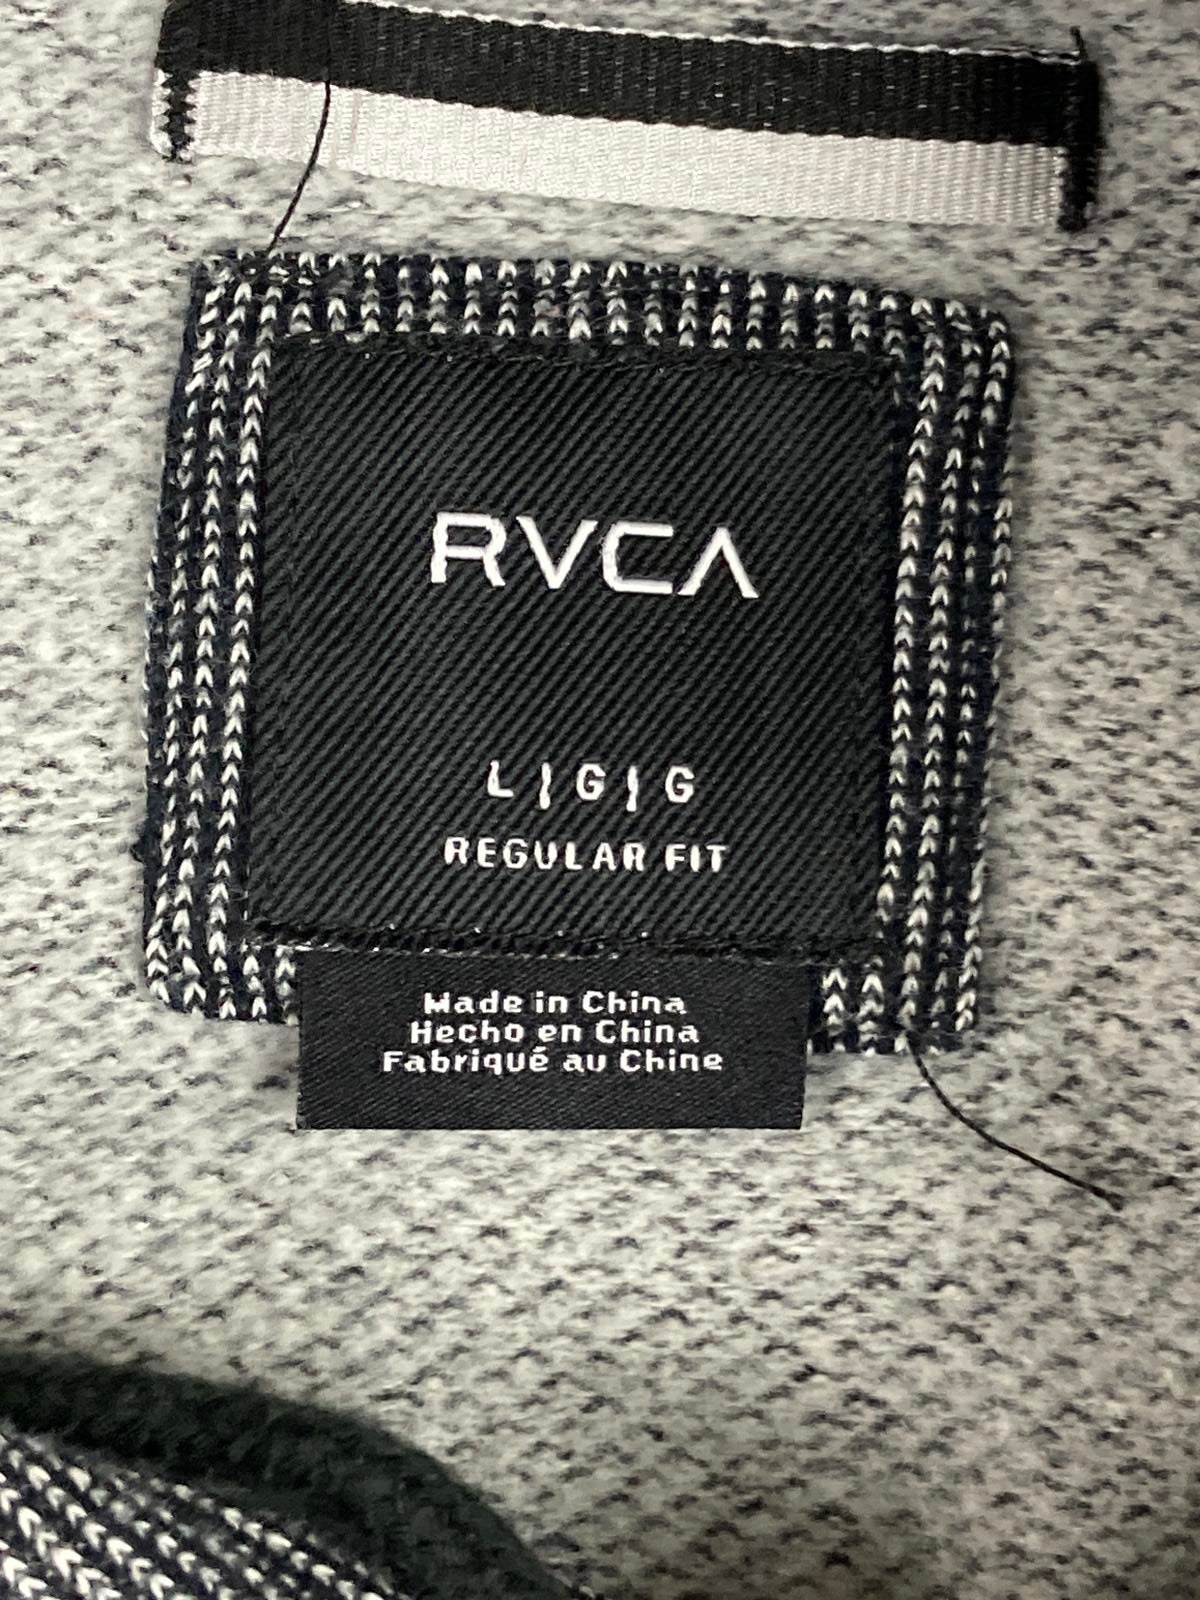 RVCA
L | G | G
REGULAR FIT
Made in China
Hecho en China
Fabriqué au Chine